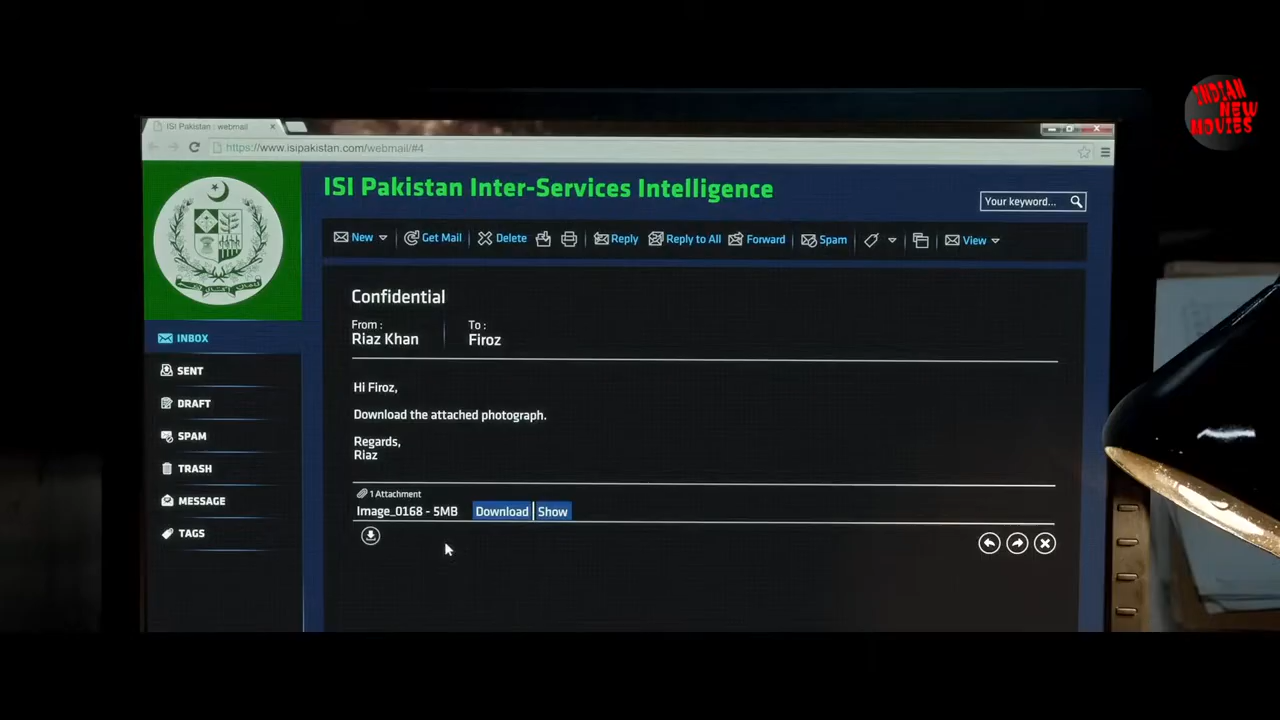 INDIAN
NEW
MOVIES
ISI Pakistan : webmail
https://www.isipakistan.com/webmail/#4
ISI Pakistan Inter-Services Intelligence
Your keyword...
New
Get Mail
Delete
Reply
Reply to All
Forward
Spam
View
INBOX
SENT
DRAFT
SPAM
TRASH
MESSAGE
TAGS
Confidential
From :
To :
Riaz Khan
Firoz
Hi Firoz,
Download the attached photograph.
Regards,
Riaz
1 Attachment
Image_0168 - 5MB
Download
Show